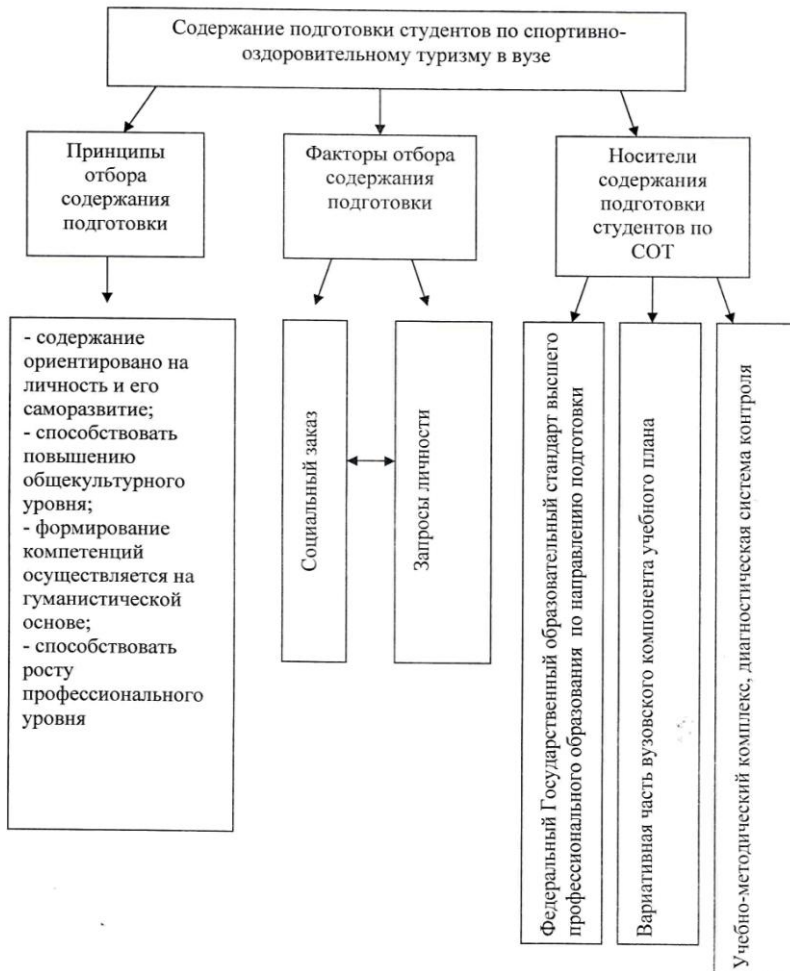 Содержание подготовки студентов по спортивно-
оздоровительному туризму в вузе
Принципы
отбора
содержания
подготовки
Факторы отбора
содержания
подготовки
Носители
содержания
подготовки
студентов по
СОТ
- содержание
ориентировано на
личность и его
саморазвитие;
- способствовать
повышению
общекультурного
уровня;
- формирование
компетенций
осуществляется на
гуманистической
основе;
- способствовать
росту
профессионального
уровня
Социальный заказ
Запросы личности
Федеральный Государственный образовательный стандарт высшего
профессионального образования по направлению подготовки
Вариативная часть вузовского компонента учебного плана
Учебно-методический комплекс, диагностическая система контроля